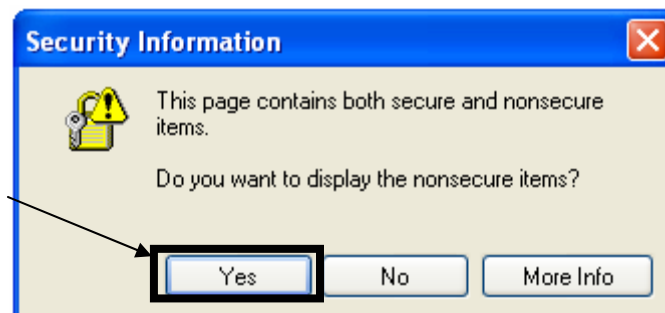 Security Information
This page contains both secure and nonsecure
items.
Do you want to display the nonsecure items?
Yes No More Info